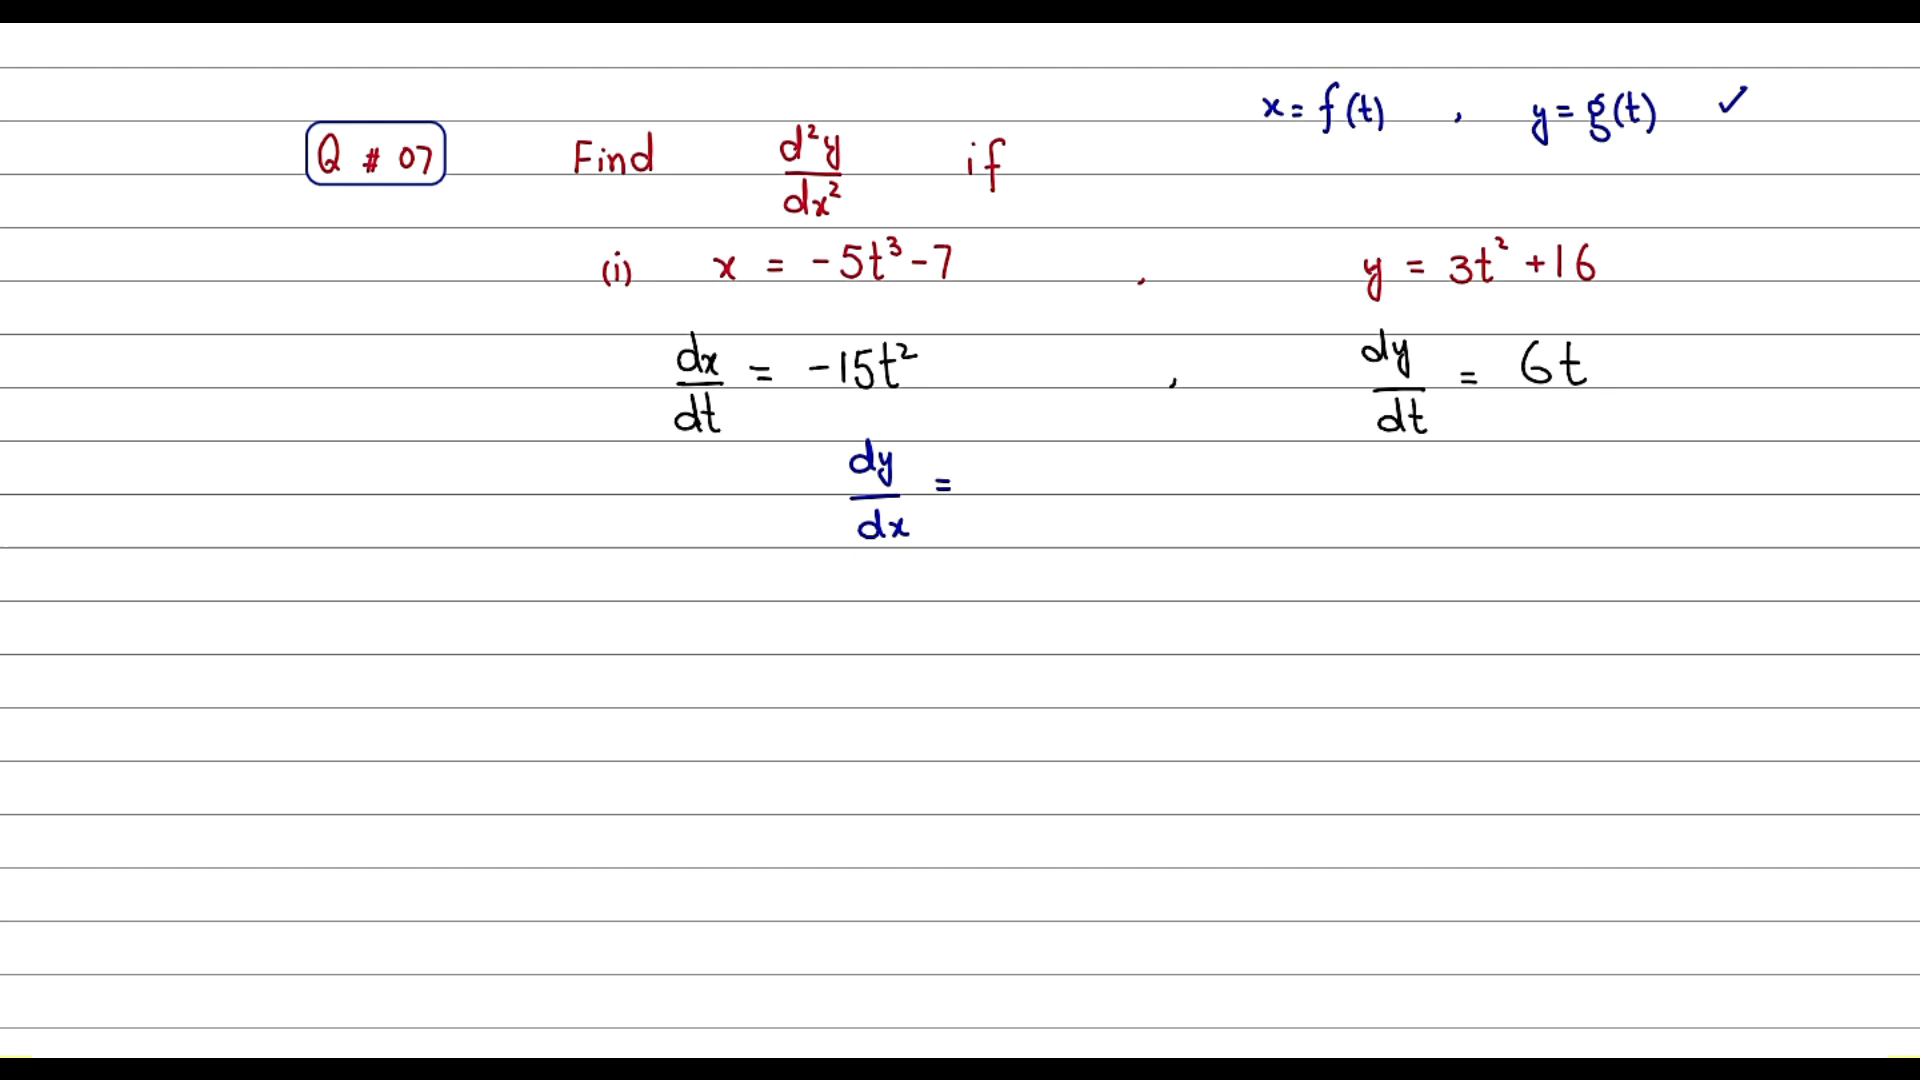 x = f(t) , y = g(t) ✓
Q # 07 Find d²y/dx² if
(i) x = -5t³-7 , y = 3t² +16
dx/dt = -15t² , dy/dt = 6t
dy/dx =